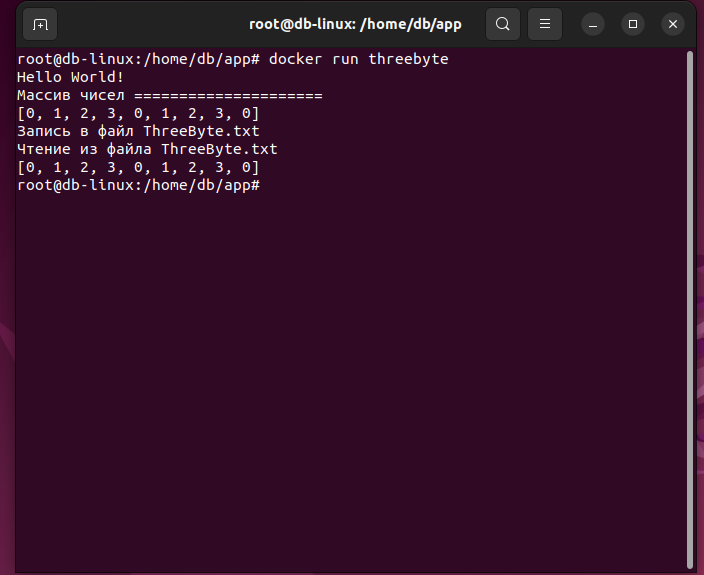 root@db-linux: /home/db/app
root@db-linux:/home/db/app# docker run threebyte
Hello World!
Массив чисел =====================
[0, 1, 2, 3, 0, 1, 2, 3, 0]
Запись в файл ThreeByte.txt
Чтение из файла ThreeByte.txt
[0, 1, 2, 3, 0, 1, 2, 3, 0]
root@db-linux:/home/db/app#